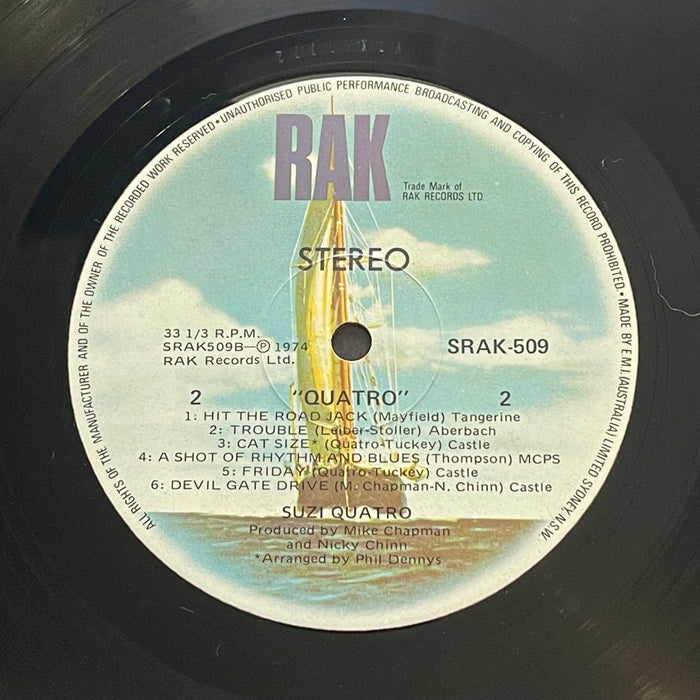 ALL RIGHTS OF THE MANUFACTURER AND OF THE OWNER OF THE RECORDED WORK RESERVED • UNAUTHORISED PUBLIC PERFORMANCE BROADCASTING AND COPYING OF THIS RECORD PROHIBITED. • MADE BY E.M.I. (AUSTRALIA) LIMITED SYDNEY, N.S.W.
RAK
Trade Mark of
RAK RECORDS LTD
STEREO
33 1/3 R.P.M.
SRAK509B—Ⓟ 1974
RAK Records Ltd.
SRAK-509
2 "QUATRO" 2
1: HIT THE ROAD JACK (Mayfield) Tangerine
2: TROUBLE (Leiber-Stoller) Aberbach
3: CAT SIZE* (Quatro-Tuckey) Castle
4: A SHOT OF RHYTHM AND BLUES (Thompson) MCPS
5: FRIDAY (Quatro-Tuckey) Castle
6: DEVIL GATE DRIVE (M. Chapman-N. Chinn) Castle
SUZI QUATRO
Produced by Mike Chapman
and Nicky Chinn
*Arranged by Phil Dennys